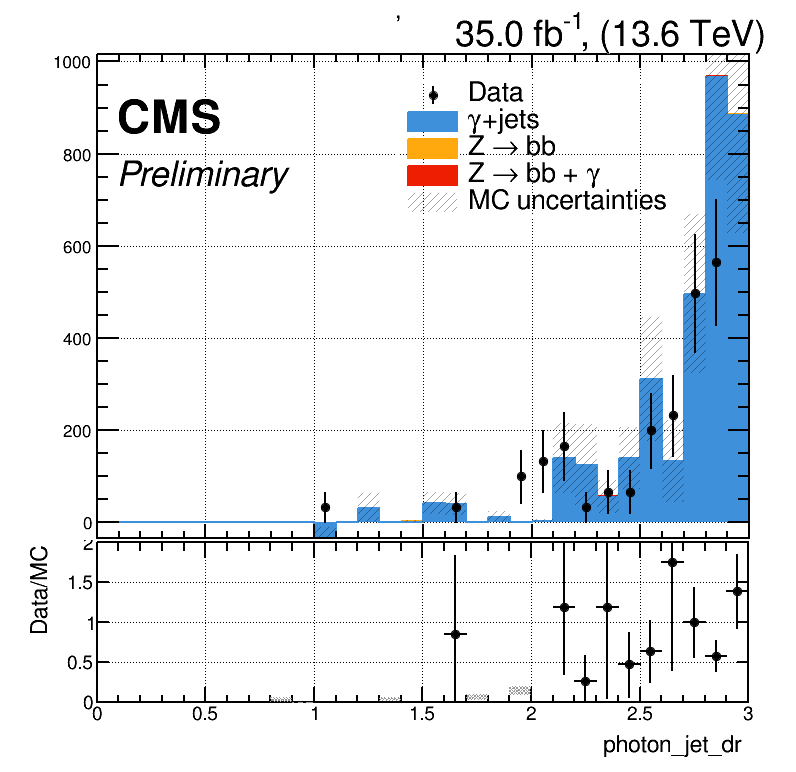 ,
35.0 fb-1, (13.6 TeV)
1000
800
600
400
200
0
CMS
Preliminary
Data
γ+jets
Z → bb
Z → bb + γ
MC uncertainties
Data/MC
2
1.5
1
0.5
0
0 0.5 1 1.5 2 2.5 3
photon_jet_dr